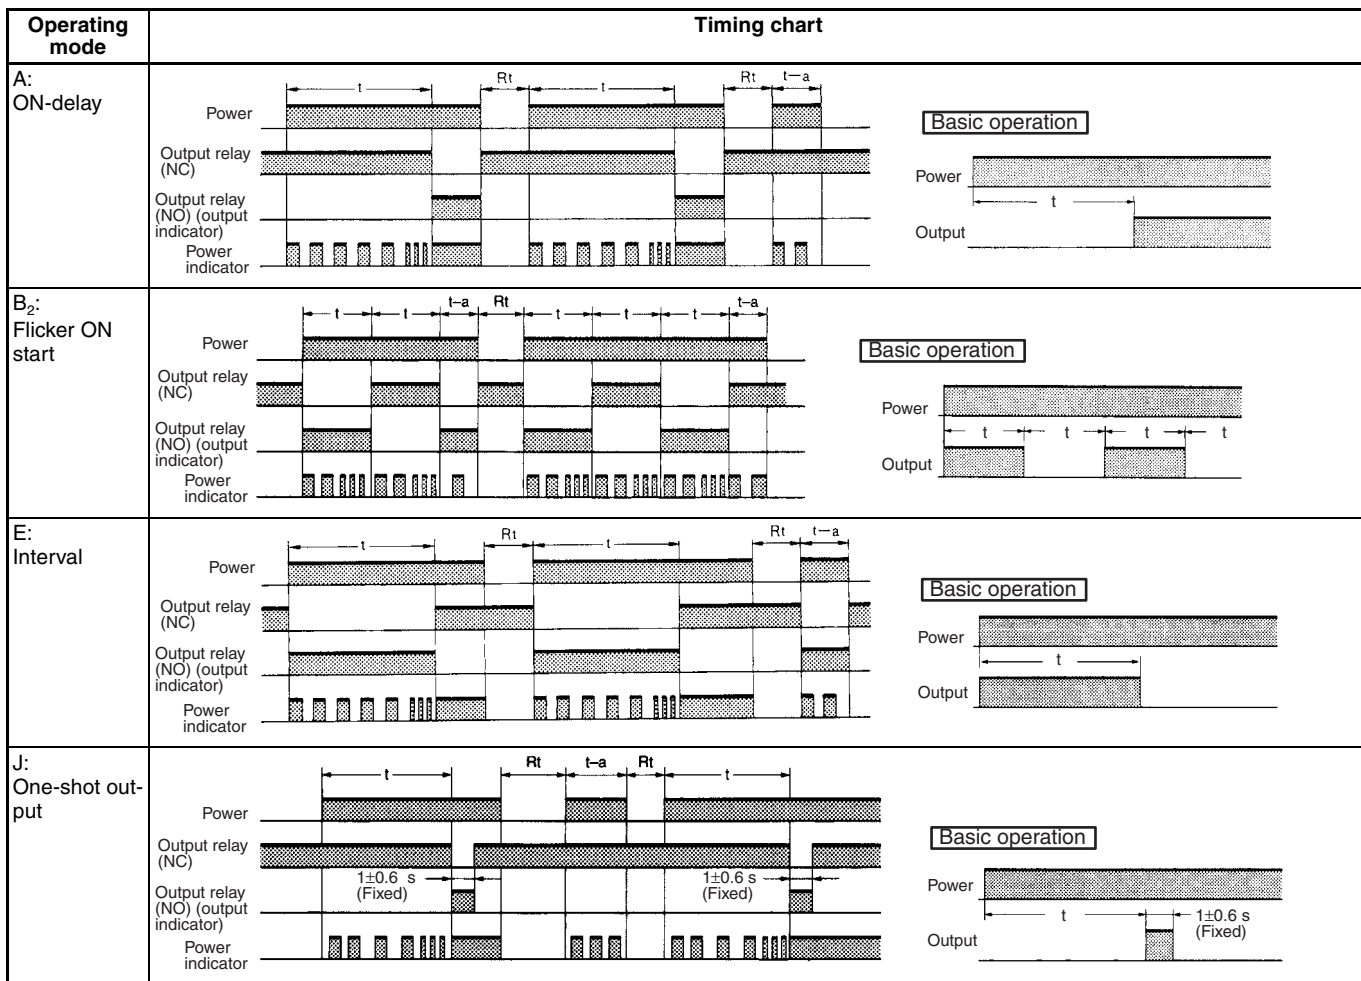 Operating mode
Timing chart
A:
ON-delay
t
Rt
t
Rt
t–a
Power
Output relay
(NC)
Output relay
(NO) (output
indicator)
Power
indicator
Basic operation
Power
t
Output
B2:
Flicker ON
start
t
t
t–a
Rt
t
t
t
t–a
Power
Output relay
(NC)
Output relay
(NO) (output
indicator)
Power
indicator
Basic operation
Power
t
t
t
t
Output
E:
Interval
t
Rt
t
Rt
t–a
Power
Output relay
(NC)
Output relay
(NO) (output
indicator)
Power
indicator
Basic operation
Power
t
Output
J:
One-shot out-
put
t
Rt
t–a
Rt
t
Power
Output relay
(NC)
1±0.6 s
(Fixed)
1±0.6 s
(Fixed)
Output relay
(NO) (output
indicator)
Power
indicator
Basic operation
Power
t
1±0.6 s
(Fixed)
Output